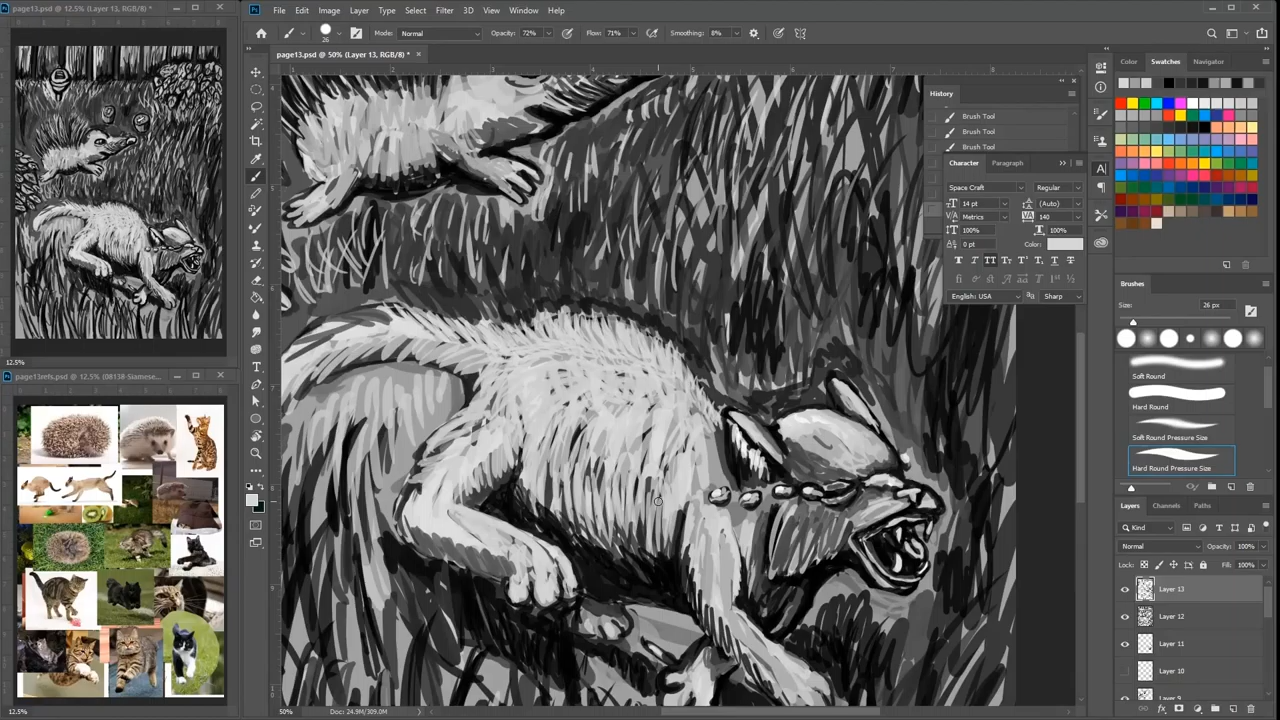 page13.psd @ 12.5% (Layer 13, RGB/8) *
File Edit Image Layer Type Select Filter 3D View Window Help
26
Mode: Normal Opacity: 72% Flow: 71% Smoothing: 8%
page13.psd @ 50% (Layer 13, RGB/8) *
History
Brush Tool
Brush Tool
Brush Tool
Character Paragraph
Space Craft Regular
14 pt (Auto)
Metrics 140
100% 100%
0 pt Color:
English: USA Sharp
Color Swatches Navigator
Brushes
Size: 26 px
Soft Round
Hard Round
Soft Round Pressure Size
Hard Round Pressure Size
Layers Channels Paths
Kind
Normal Opacity: 100%
Lock: Fill: 100%
Layer 13
Layer 12
Layer 11
Layer 10
Layer 9
12.5%
page13refs.psd @ 12.5% (08138-Siamese...
12.5%
50% Doc: 24.9M/309.0M